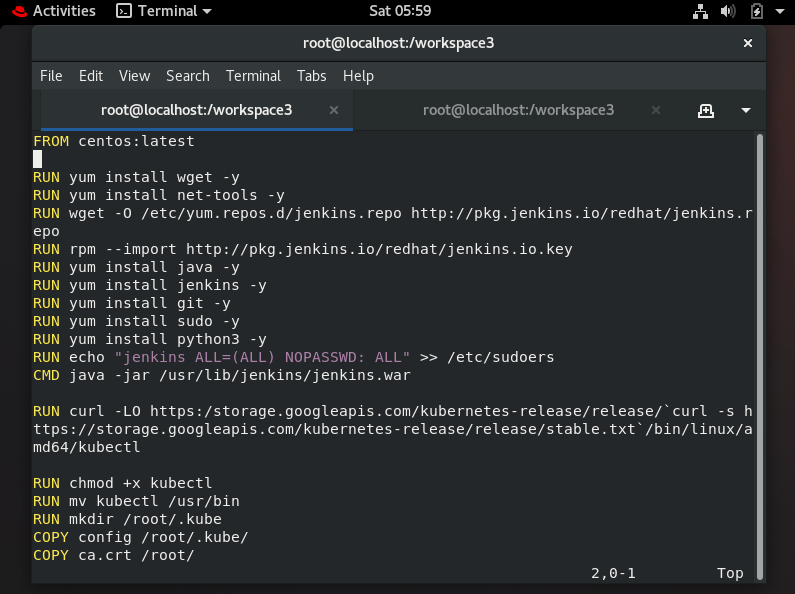 Activities Terminal Sat 05:59
root@localhost:/workspace3 ×
File Edit View Search Terminal Tabs Help
root@localhost:/workspace3 × root@localhost:/workspace3 ×
FROM centos:latest
RUN yum install wget -y
RUN yum install net-tools -y
RUN wget -O /etc/yum.repos.d/jenkins.repo http://pkg.jenkins.io/redhat/jenkins.r
epo
RUN rpm --import http://pkg.jenkins.io/redhat/jenkins.io.key
RUN yum install java -y
RUN yum install jenkins -y
RUN yum install git -y
RUN yum install sudo -y
RUN yum install python3 -y
RUN echo "jenkins ALL=(ALL) NOPASSWD: ALL" >> /etc/sudoers
CMD java -jar /usr/lib/jenkins/jenkins.war
RUN curl -LO https:/storage.googleapis.com/kubernetes-release/release/`curl -s h
ttps://storage.googleapis.com/kubernetes-release/release/stable.txt`/bin/linux/a
md64/kubectl
RUN chmod +x kubectl
RUN mv kubectl /usr/bin
RUN mkdir /root/.kube
COPY config /root/.kube/
COPY ca.crt /root/
2,0-1 Top